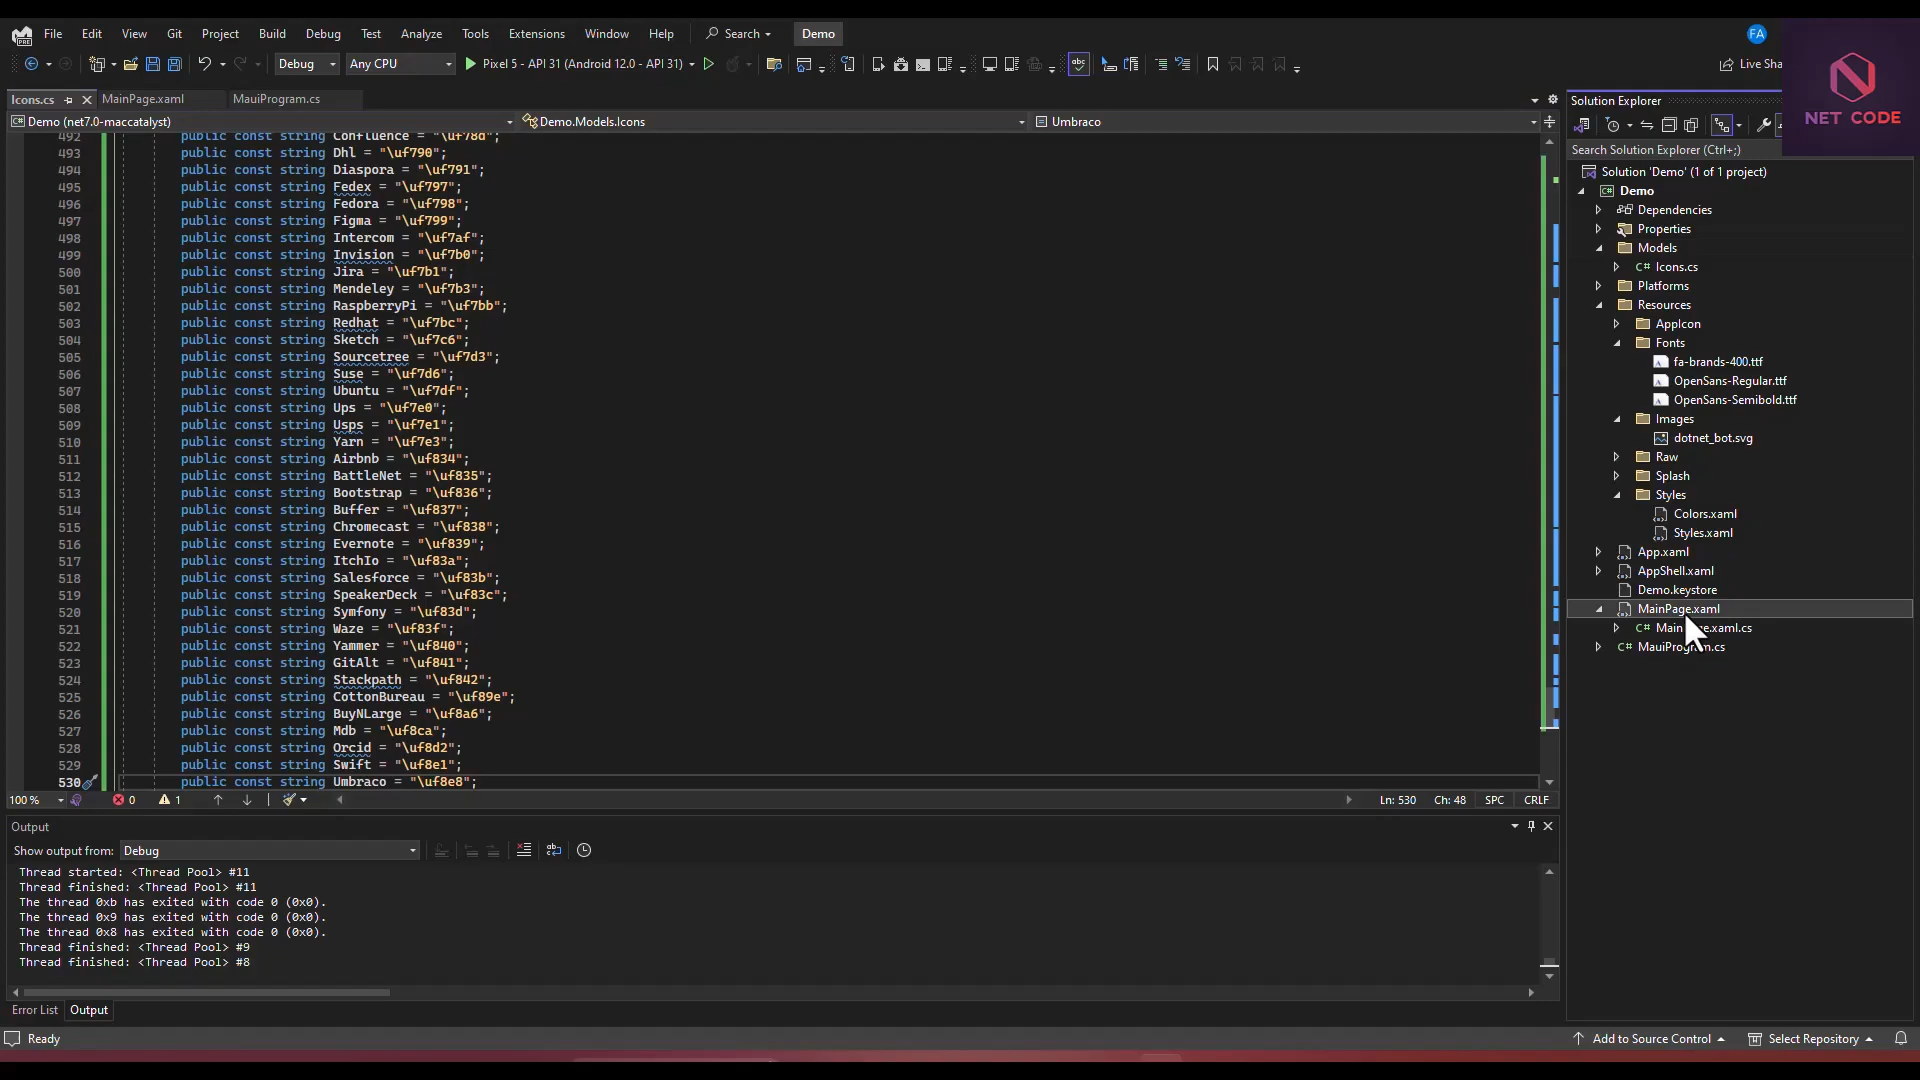 File Edit View Git Project Build Debug Test Analyze Tools Extensions Window Help Search Demo FA
Debug Any CPU Pixel 5 - API 31 (Android 12.0 - API 31) Live Sha
NET CODE
Icons.cs MainPage.xaml MauiProgram.cs
Demo (net7.0-maccatalyst) Demo.Models.Icons Umbraco
492 public const string Confluence = "\uf78d";
493 public const string Dhl = "\uf790";
494 public const string Diaspora = "\uf791";
495 public const string Fedex = "\uf797";
496 public const string Fedora = "\uf798";
497 public const string Figma = "\uf799";
498 public const string Intercom = "\uf7af";
499 public const string Invision = "\uf7b0";
500 public const string Jira = "\uf7b1";
501 public const string Mendeley = "\uf7b3";
502 public const string RaspberryPi = "\uf7bb";
503 public const string Redhat = "\uf7bc";
504 public const string Sketch = "\uf7c6";
505 public const string Sourcetree = "\uf7d3";
506 public const string Suse = "\uf7d6";
507 public const string Ubuntu = "\uf7df";
508 public const string Ups = "\uf7e0";
509 public const string Usps = "\uf7e1";
510 public const string Yarn = "\uf7e3";
511 public const string Airbnb = "\uf834";
512 public const string BattleNet = "\uf835";
513 public const string Bootstrap = "\uf836";
514 public const string Buffer = "\uf837";
515 public const string Chromecast = "\uf838";
516 public const string Evernote = "\uf839";
517 public const string ItchIo = "\uf83a";
518 public const string Salesforce = "\uf83b";
519 public const string SpeakerDeck = "\uf83c";
520 public const string Symfony = "\uf83d";
521 public const string Waze = "\uf83f";
522 public const string Yammer = "\uf840";
523 public const string GitAlt = "\uf841";
524 public const string Stackpath = "\uf842";
525 public const string CottonBureau = "\uf89e";
526 public const string BuyNLarge = "\uf8a6";
527 public const string Mdb = "\uf8ca";
528 public const string Orcid = "\uf8d2";
529 public const string Swift = "\uf8e1";
530 public const string Umbraco = "\uf8e8";
100 % 0 1 Ln: 530 Ch: 48 SPC CRLF
Output
Show output from: Debug
Thread started: <Thread Pool> #11
Thread finished: <Thread Pool> #11
The thread 0xb has exited with code 0 (0x0).
The thread 0x9 has exited with code 0 (0x0).
The thread 0x8 has exited with code 0 (0x0).
Thread finished: <Thread Pool> #9
Thread finished: <Thread Pool> #8
Error List Output
Solution Explorer
Search Solution Explorer (Ctrl+;)
Solution 'Demo' (1 of 1 project)
Demo
Dependencies
Properties
Models
C# Icons.cs
Platforms
Resources
AppIcon
Fonts
fa-brands-400.ttf
OpenSans-Regular.ttf
OpenSans-Semibold.ttf
Images
dotnet_bot.svg
Raw
Splash
Styles
Colors.xaml
Styles.xaml
App.xaml
AppShell.xaml
Demo.keystore
MainPage.xaml
C# Main .xaml.cs
C# MauiProgram.cs
Ready Add to Source Control Select Repository